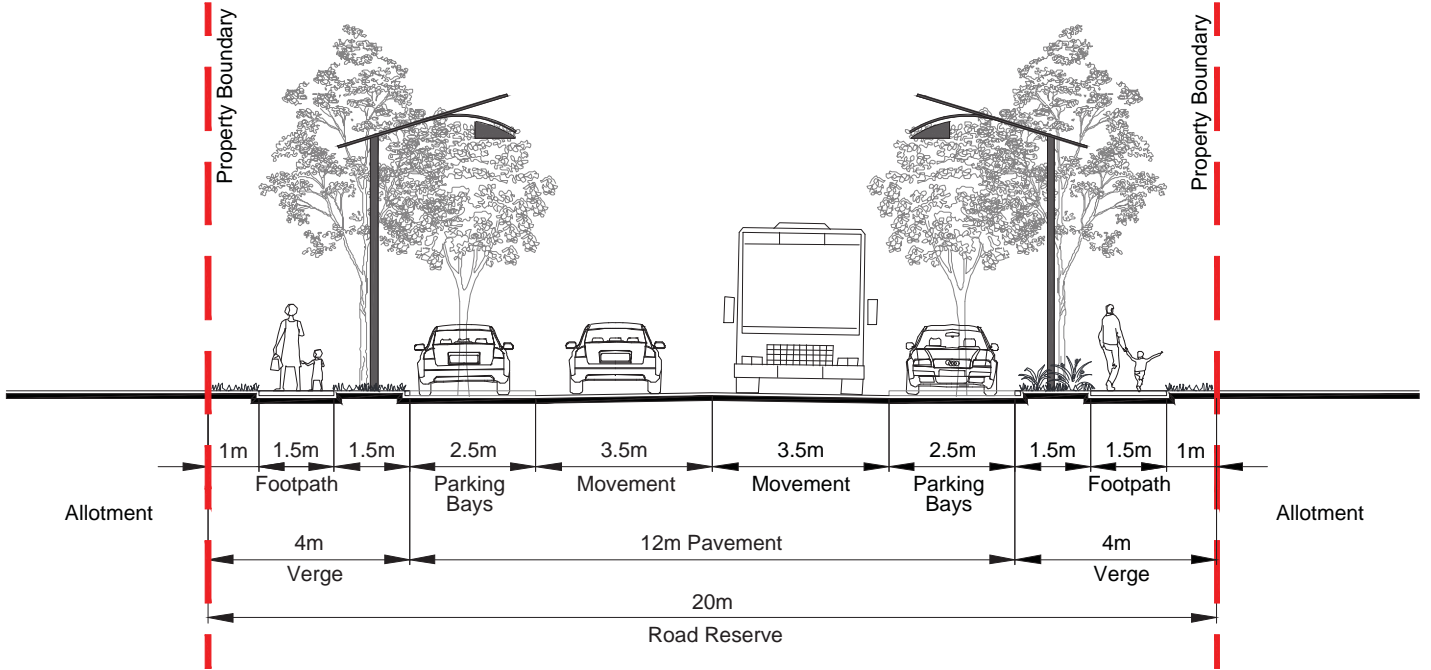 Property Boundary
Property Boundary
1m 1.5m 1.5m 2.5m 3.5m 3.5m 2.5m 1.5m 1.5m 1m
Footpath Parking Bays Movement Movement Parking Bays Footpath
Allotment Allotment
4m 12m Pavement 4m
Verge Verge
20m
Road Reserve